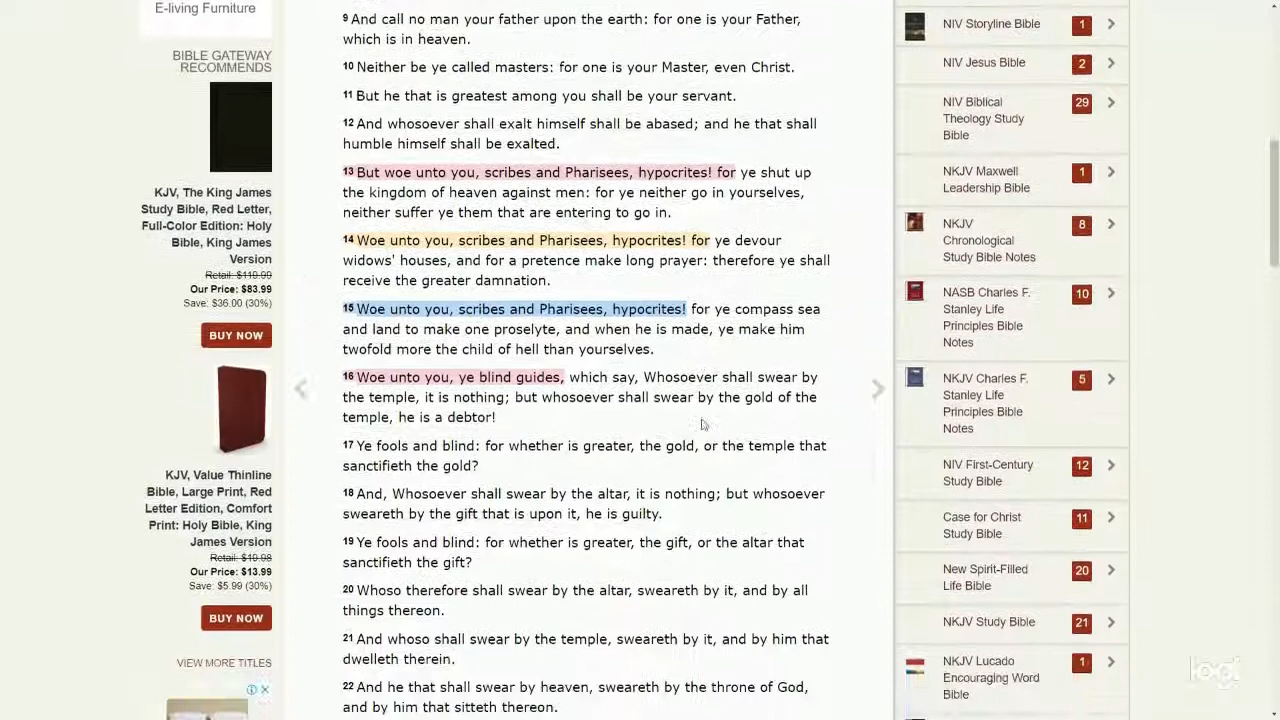 E-living Furniture
BIBLE GATEWAY
RECOMMENDS
KJV, The King James
Study Bible, Red Letter,
Full-Color Edition: Holy
Bible, King James
Version
Retail: $119.99
Our Price: $83.99
Save: $36.00 (30%)
BUY NOW
KJV, Value Thinline
Bible, Large Print, Red
Letter Edition, Comfort
Print: Holy Bible, King
James Version
Retail: $19.98
Our Price: $13.99
Save: $5.99 (30%)
BUY NOW
VIEW MORE TITLES
9 And call no man your father upon the earth: for one is your Father,
which is in heaven.
10 Neither be ye called masters: for one is your Master, even Christ.
11 But he that is greatest among you shall be your servant.
12 And whosoever shall exalt himself shall be abased; and he that shall
humble himself shall be exalted.
13 But woe unto you, scribes and Pharisees, hypocrites! for ye shut up
the kingdom of heaven against men: for ye neither go in yourselves,
neither suffer ye them that are entering to go in.
14 Woe unto you, scribes and Pharisees, hypocrites! for ye devour
widows' houses, and for a pretence make long prayer: therefore ye shall
receive the greater damnation.
15 Woe unto you, scribes and Pharisees, hypocrites! for ye compass sea
and land to make one proselyte, and when he is made, ye make him
twofold more the child of hell than yourselves.
16 Woe unto you, ye blind guides, which say, Whosoever shall swear by
the temple, it is nothing; but whosoever shall swear by the gold of the
temple, he is a debtor!
17 Ye fools and blind: for whether is greater, the gold, or the temple that
sanctifieth the gold?
18 And, Whosoever shall swear by the altar, it is nothing; but whosoever
sweareth by the gift that is upon it, he is guilty.
19 Ye fools and blind: for whether is greater, the gift, or the altar that
sanctifieth the gift?
20 Whoso therefore shall swear by the altar, sweareth by it, and by all
things thereon.
21 And whoso shall swear by the temple, sweareth by it, and by him that
dwelleth therein.
22 And he that shall swear by heaven, sweareth by the throne of God,
and by him that sitteth thereon.
NIV Storyline Bible 1
NIV Jesus Bible 2
NIV Biblical 29
Theology Study
Bible
NKJV Maxwell 1
Leadership Bible
NKJV 8
Chronological
Study Bible Notes
NASB Charles F. 10
Stanley Life
Principles Bible
Notes
NKJV Charles F. 5
Stanley Life
Principles Bible
Notes
NIV First-Century 12
Study Bible
Case for Christ 11
Study Bible
New Spirit-Filled 20
Life Bible
NKJV Study Bible 21
NKJV Lucado 1
Encouraging Word
Bible
logi